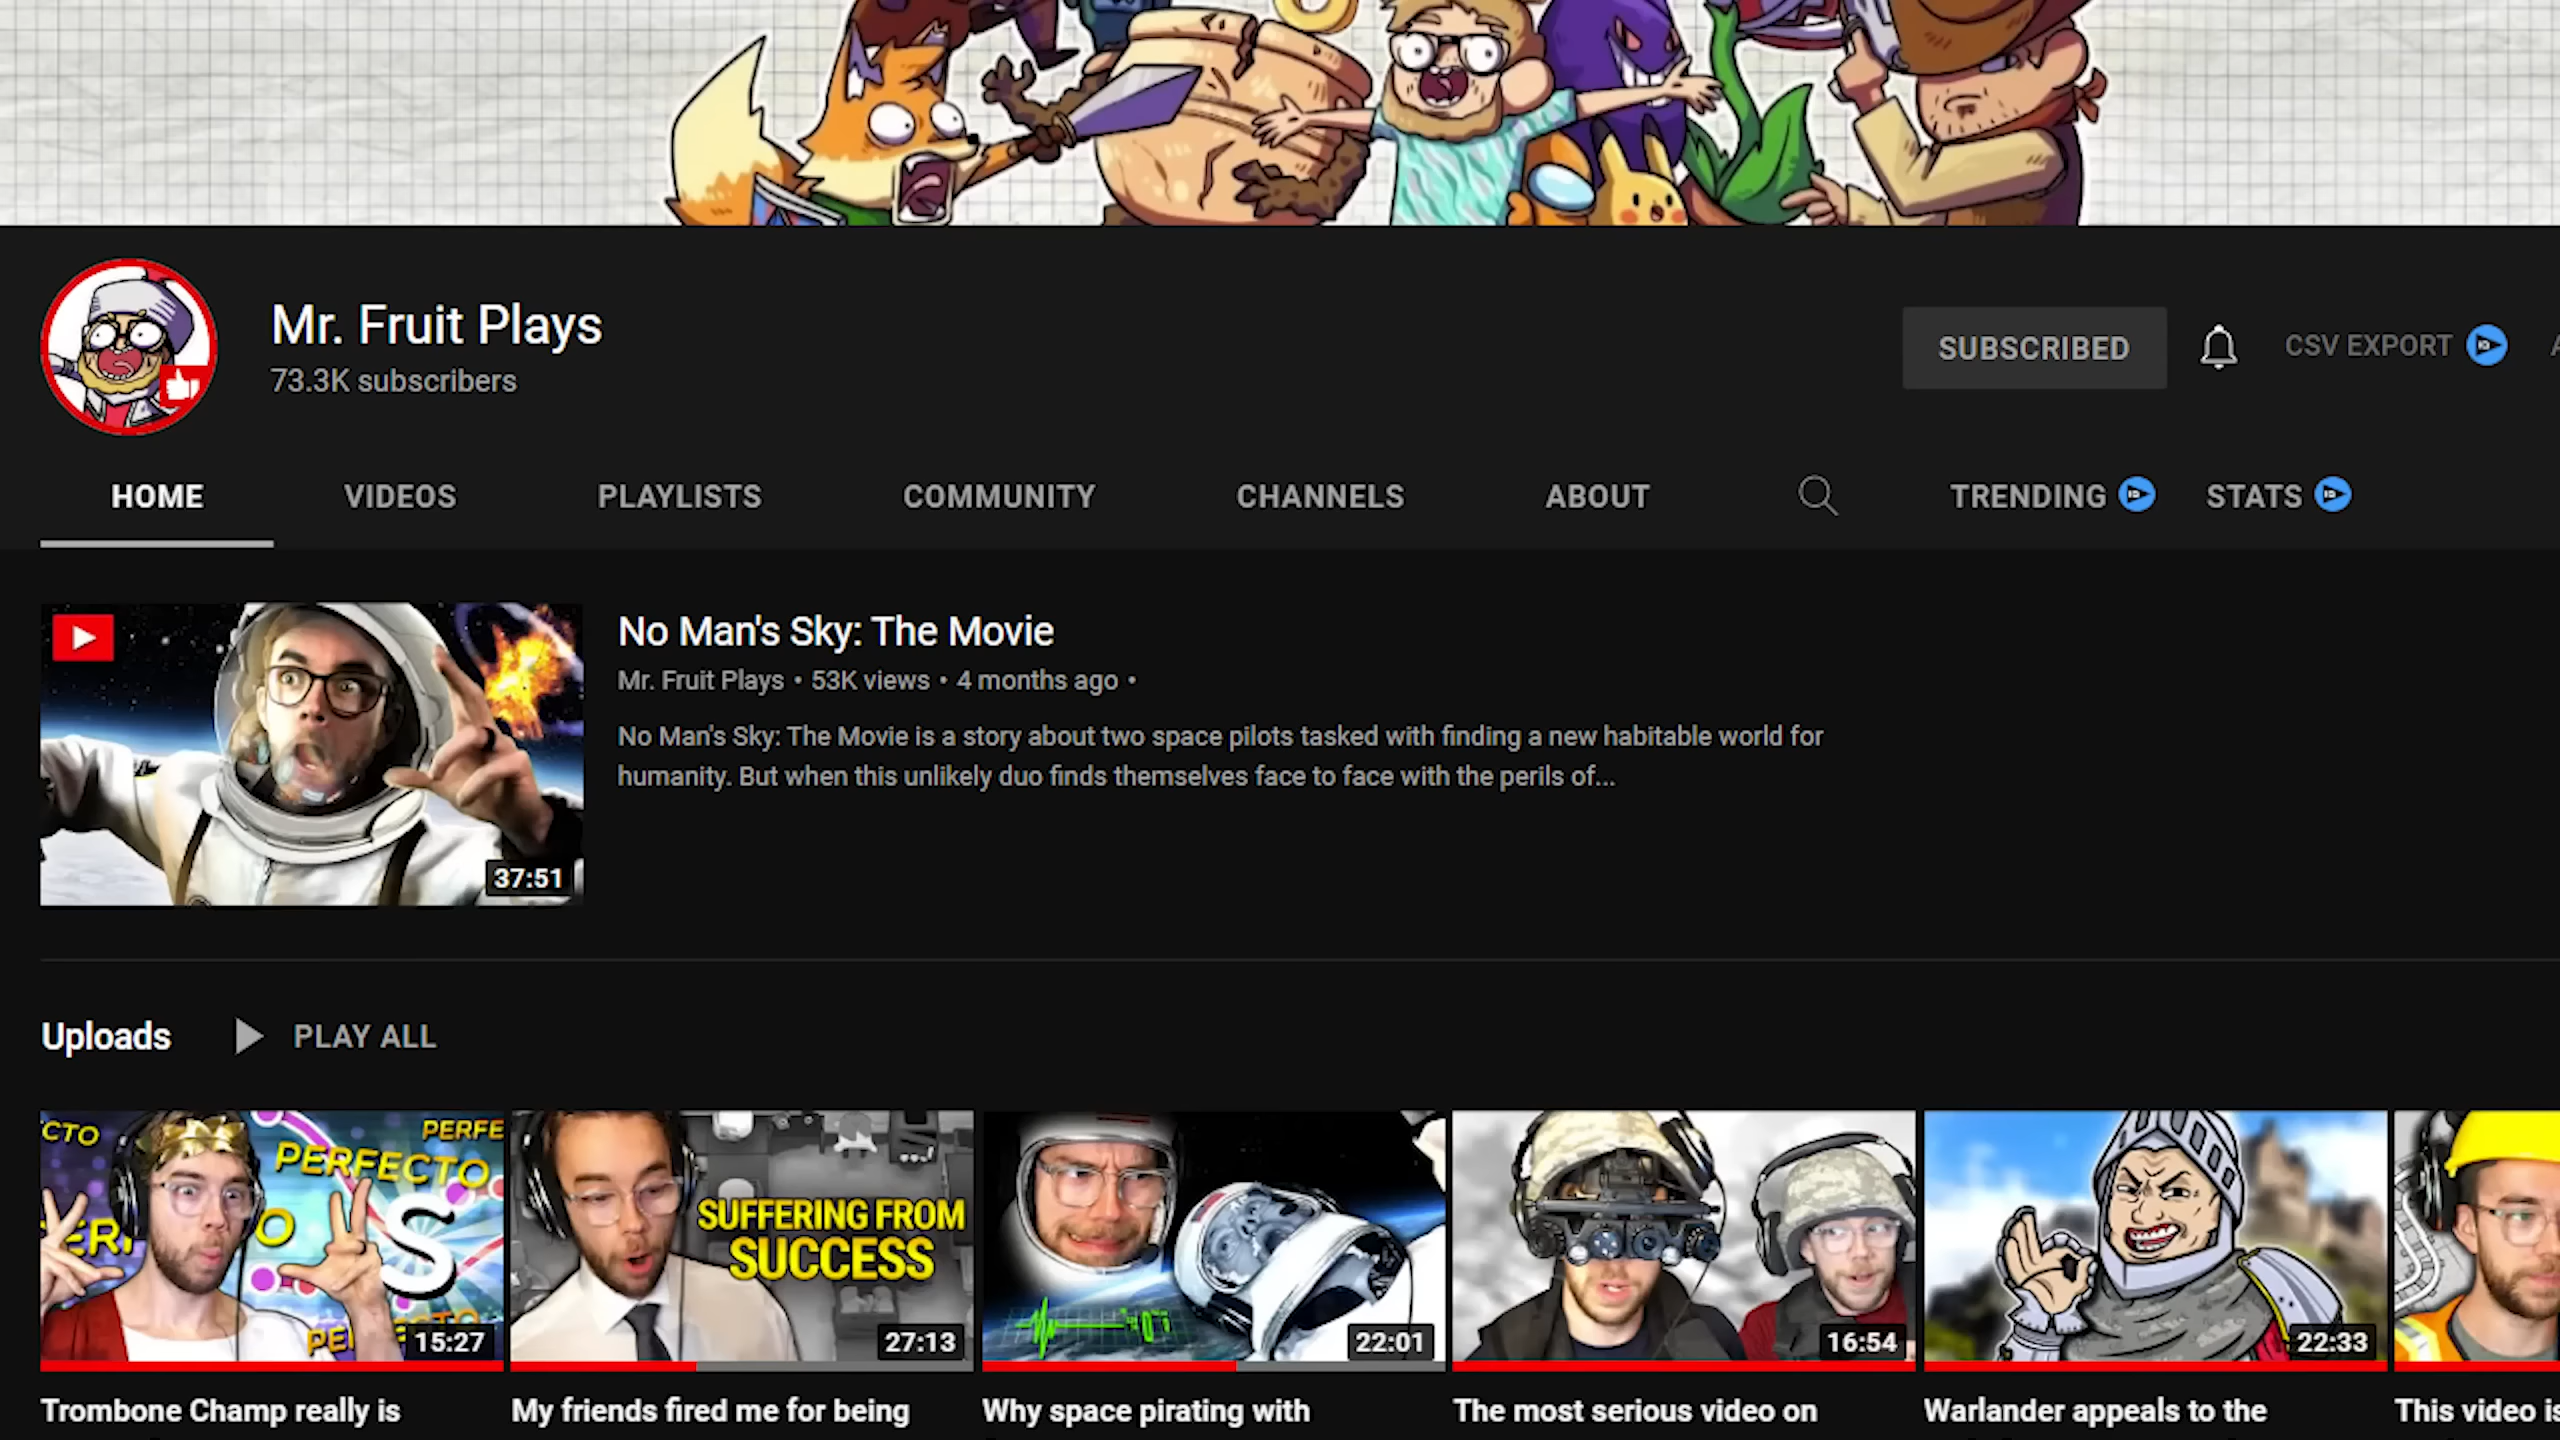 Mr. Fruit Plays
73.3K subscribers
SUBSCRIBED
CSV EXPORT
HOME
VIDEOS
PLAYLISTS
COMMUNITY
CHANNELS
ABOUT
TRENDING
STATS
No Man's Sky: The Movie
Mr. Fruit Plays • 53K views • 4 months ago •
No Man's Sky: The Movie is a story about two space pilots tasked with finding a new habitable world for
humanity. But when this unlikely duo finds themselves face to face with the perils of...
37:51
Uploads
PLAY ALL
PERFECTO
S
15:27
SUFFERING FROM
SUCCESS
27:13
22:01
16:54
22:33
Trombone Champ really is
My friends fired me for being
Why space pirating with
The most serious video on
Warlander appeals to the
This video is